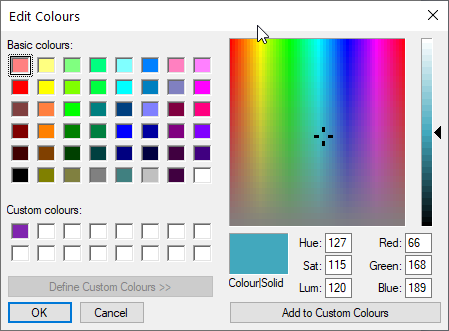 Edit Colours
Basic colours:
Custom colours:
Define Custom Colours >>
OK
Cancel
Colour|Solid
Hue: 127
Sat: 115
Lum: 120
Red: 66
Green: 168
Blue: 189
Add to Custom Colours